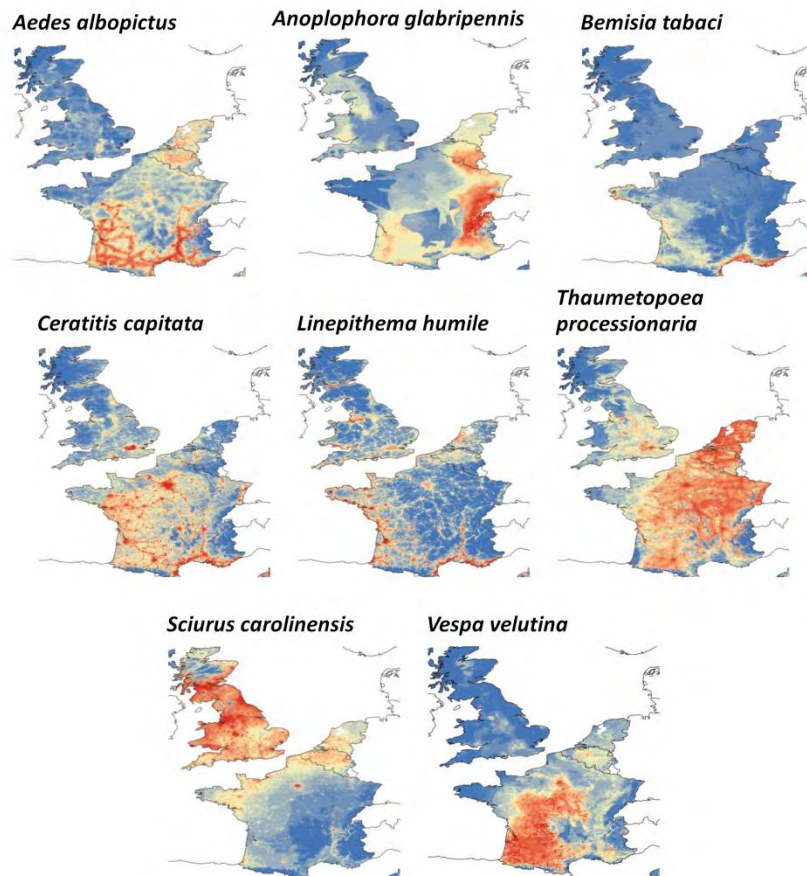 Aedes albopictus
Anoplophora glabripennis
Bemisia tabaci
Ceratitis capitata
Linepithema humile
Thaumetopoea
processionaria
Sciurus carolinensis
Vespa velutina